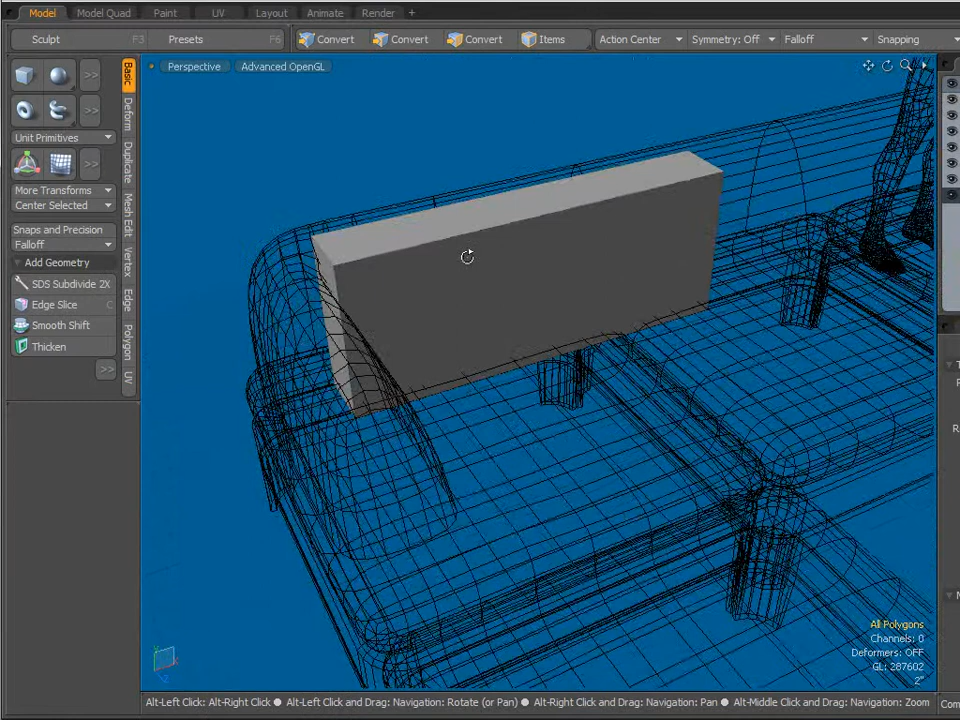 Model Model Quad Paint UV Layout Animate Render +
Sculpt F3 Presets F6 Convert Convert Convert Items Action Center Symmetry: Off Falloff Snapping
Perspective Advanced OpenGL
Basic
Deform
Duplicate
Mesh Edit
Vertex
Edge
Polygon
UV
>>
>>
Unit Primitives
>>
More Transforms
Center Selected
Snaps and Precision
Falloff
Add Geometry
SDS Subdivide 2X
Edge Slice C
Smooth Shift
Thicken
>>
All Polygons
Channels: 0
Deformers: OFF
GL: 287602
2"
Alt-Left Click: Alt-Right Click ● Alt-Left Click and Drag: Navigation: Rotate (or Pan) ● Alt-Right Click and Drag: Navigation: Pan ● Alt-Middle Click and Drag: Navigation: Zoom